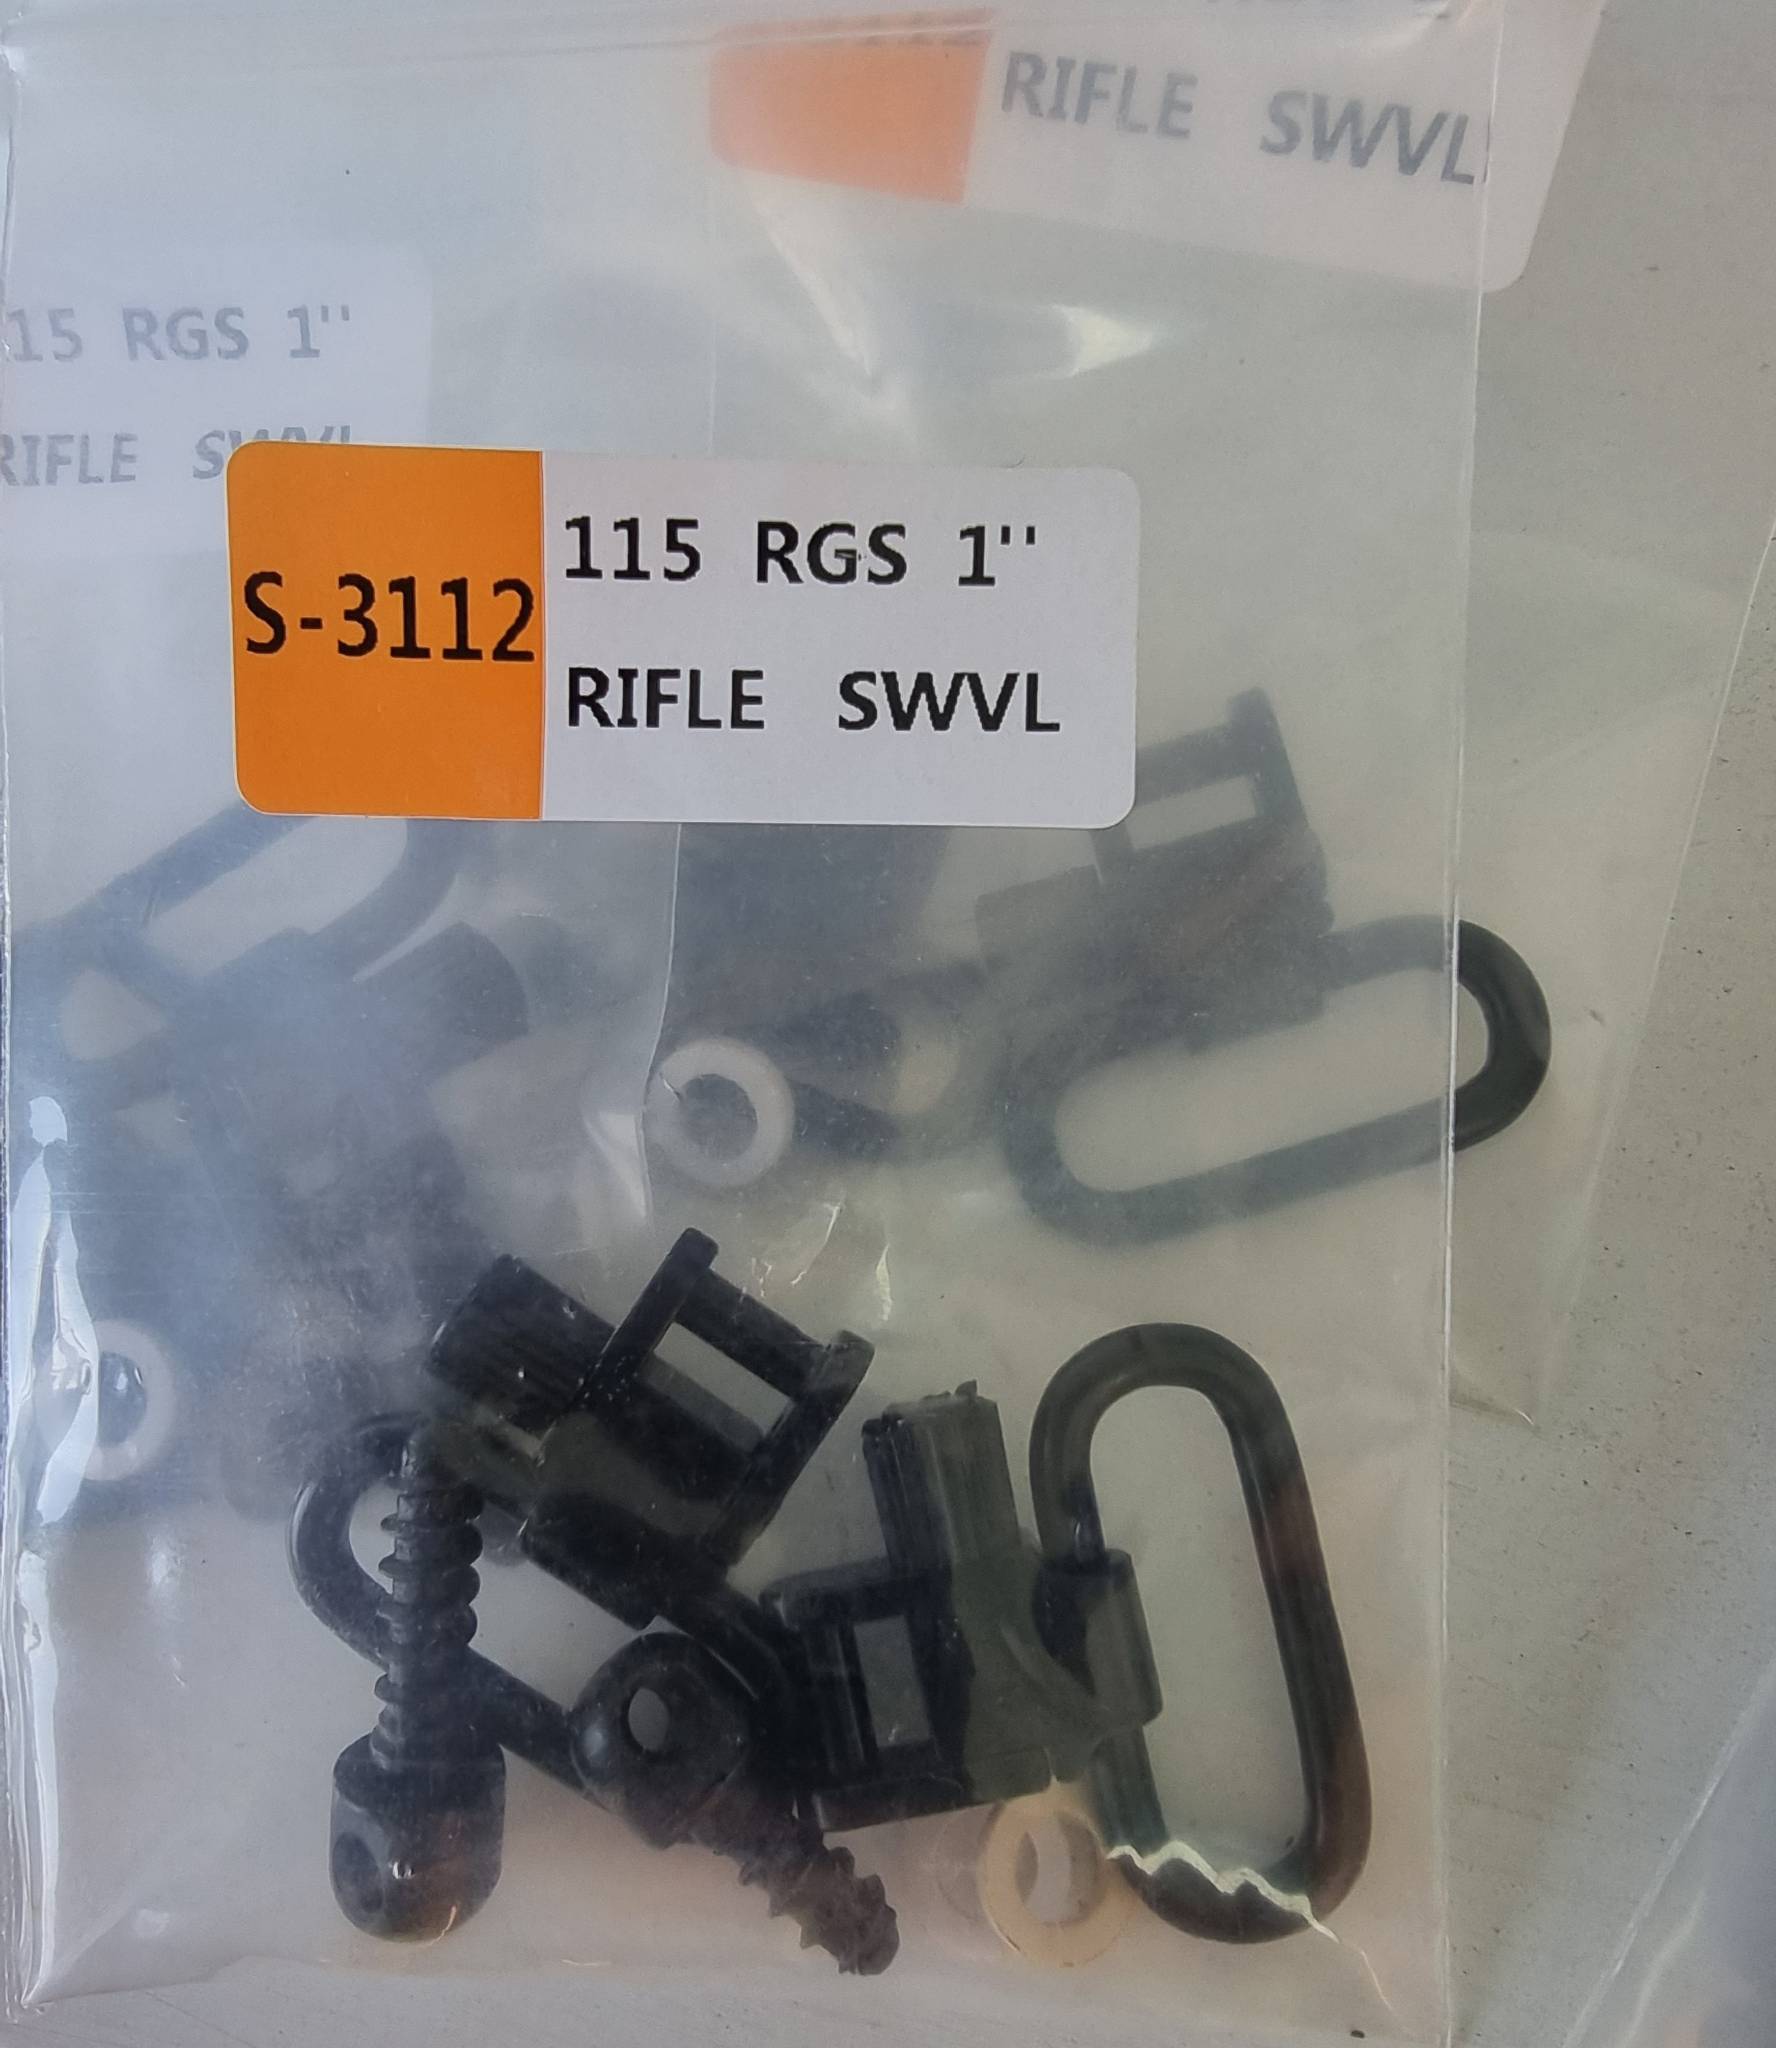 RIFLE SWVL
15 RGS 1''
RIFLE SWVL
S-3112
115 RGS 1''
RIFLE SWVL